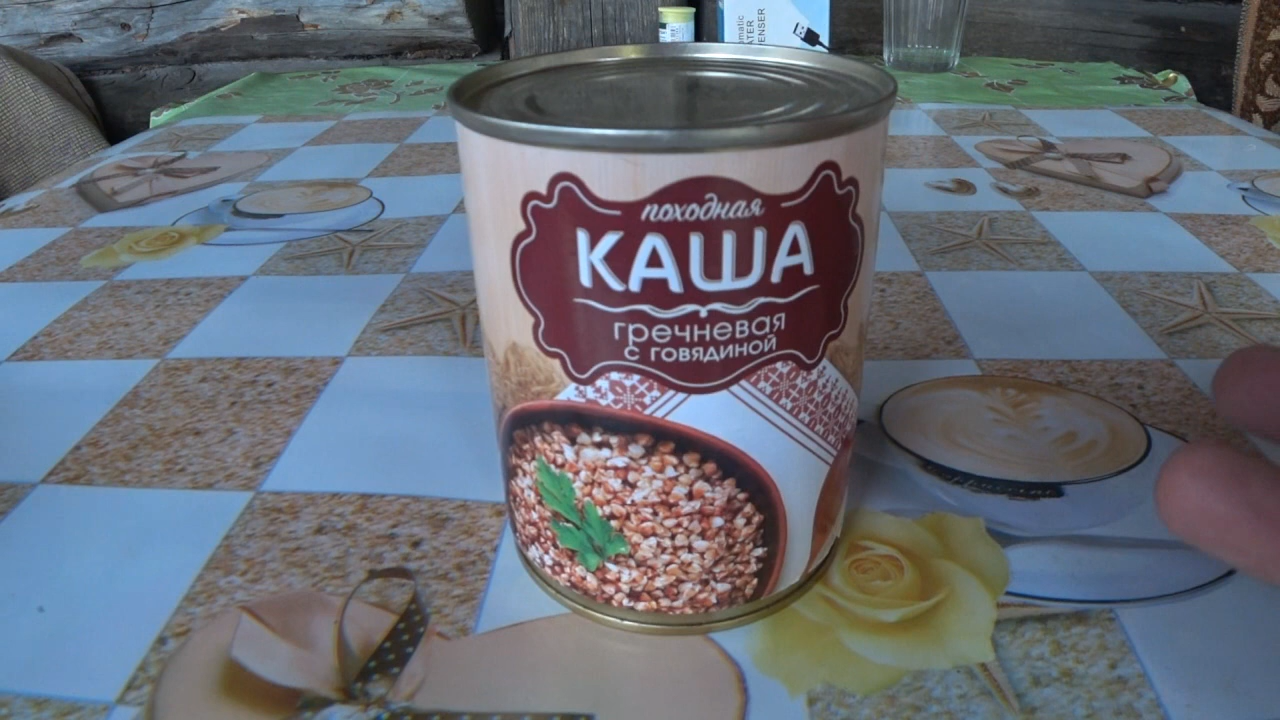 походная
КАША
гречневая
с говядиной